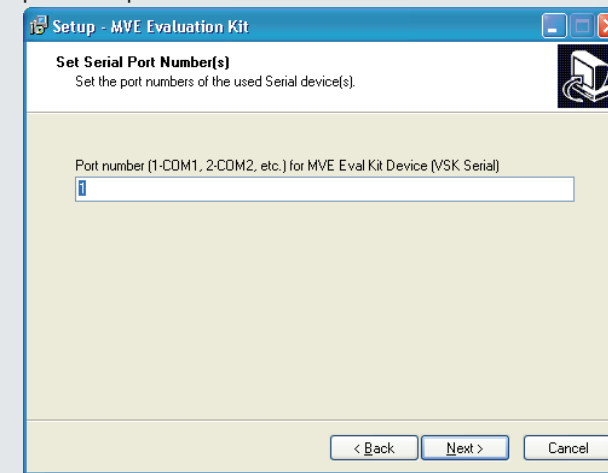 Setup - MVE Evaluation Kit
Set Serial Port Number(s)
Set the port numbers of the used Serial device(s).
Port number (1-COM1, 2-COM2, etc.) for MVE Eval Kit Device (VSK Serial)
1
< Back
Next >
Cancel